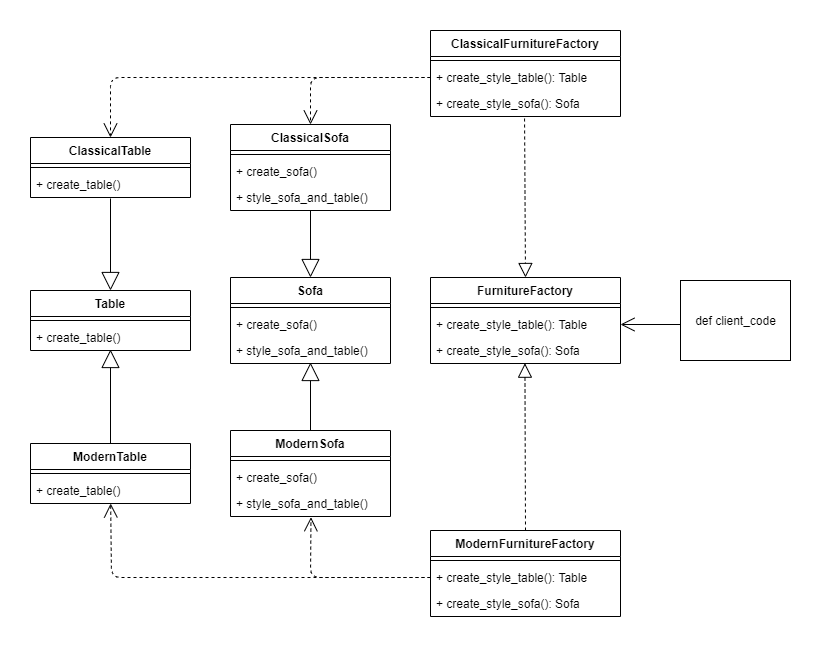 ClassicalFurnitureFactory
+ create_style_table(): Table
+ create_style_sofa(): Sofa
ClassicalTable
+ create_table()
ClassicalSofa
+ create_sofa()
+ style_sofa_and_table()
Table
+ create_table()
Sofa
+ create_sofa()
+ style_sofa_and_table()
FurnitureFactory
+ create_style_table(): Table
+ create_style_sofa(): Sofa
def client_code
ModernTable
+ create_table()
ModernSofa
+ create_sofa()
+ style_sofa_and_table()
ModernFurnitureFactory
+ create_style_table(): Table
+ create_style_sofa(): Sofa